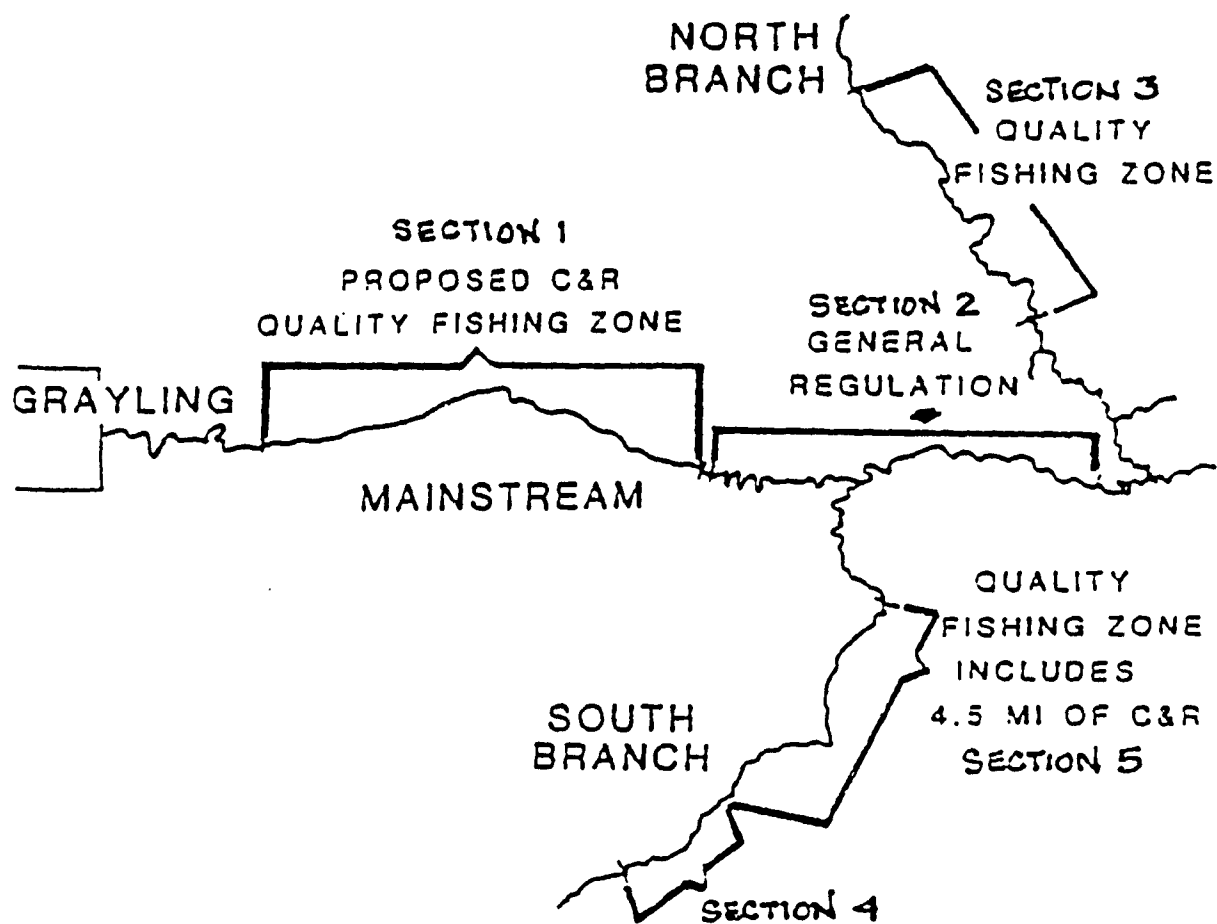 NORTH
BRANCH
SECTION 3
QUALITY
FISHING ZONE
SECTION 1
PROPOSED C&R
QUALITY FISHING ZONE
SECTION 2
GENERAL
REGULATION
GRAYLING
MAINSTREAM
QUALITY
FISHING ZONE
INCLUDES
4.5 MI OF C&R
SECTION 5
SOUTH
BRANCH
SECTION 4